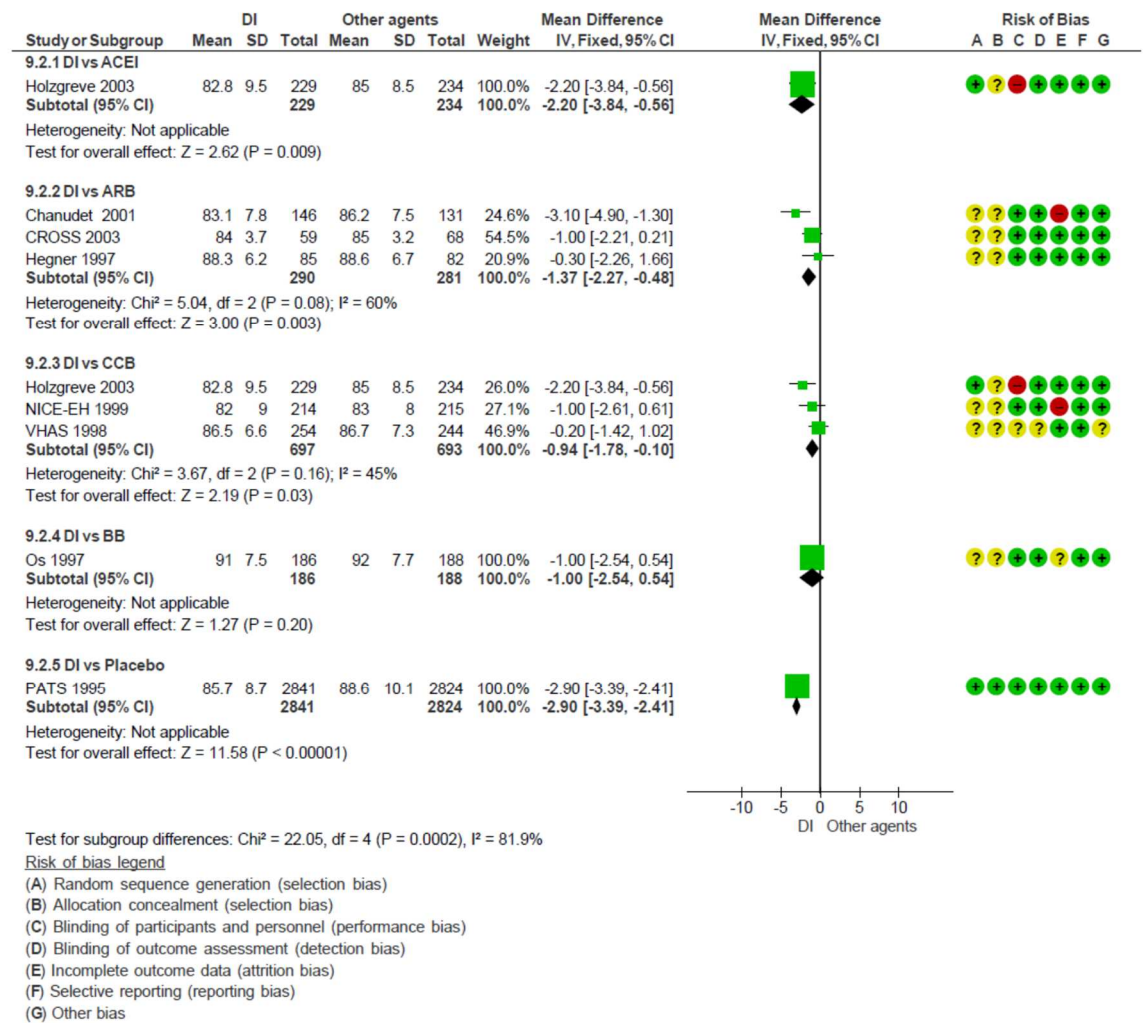 DI Other agents Mean Difference Mean Difference Risk of Bias
Study or Subgroup Mean SD Total Mean SD Total Weight IV, Fixed, 95% CI IV, Fixed, 95% CI A B C D E F G
9.2.1 DI vs ACEI
Holzgreve 2003 82.8 9.5 229 85 8.5 234 100.0% -2.20 [-3.84, -0.56] + ? − + + + +
Subtotal (95% CI) 229 234 100.0% -2.20 [-3.84, -0.56]
Heterogeneity: Not applicable
Test for overall effect: Z = 2.62 (P = 0.009)
9.2.2 DI vs ARB
Chanudet 2001 83.1 7.8 146 86.2 7.5 131 24.6% -3.10 [-4.90, -1.30] ? ? + + − + +
CROSS 2003 84 3.7 59 85 3.2 68 54.5% -1.00 [-2.21, 0.21] ? ? + + + + +
Hegner 1997 88.3 6.2 85 88.6 6.7 82 20.9% -0.30 [-2.26, 1.66] ? ? + + + + +
Subtotal (95% CI) 290 281 100.0% -1.37 [-2.27, -0.48]
Heterogeneity: Chi² = 5.04, df = 2 (P = 0.08); I² = 60%
Test for overall effect: Z = 3.00 (P = 0.003)
9.2.3 DI vs CCB
Holzgreve 2003 82.8 9.5 229 85 8.5 234 26.0% -2.20 [-3.84, -0.56] + ? − + + + +
NICE-EH 1999 82 9 214 83 8 215 27.1% -1.00 [-2.61, 0.61] ? ? + + − + +
VHAS 1998 86.5 6.6 254 86.7 7.3 244 46.9% -0.20 [-1.42, 1.02] ? ? ? ? + + ?
Subtotal (95% CI) 697 693 100.0% -0.94 [-1.78, -0.10]
Heterogeneity: Chi² = 3.67, df = 2 (P = 0.16); I² = 45%
Test for overall effect: Z = 2.19 (P = 0.03)
9.2.4 DI vs BB
Os 1997 91 7.5 186 92 7.7 188 100.0% -1.00 [-2.54, 0.54] ? ? + + ? + +
Subtotal (95% CI) 186 188 100.0% -1.00 [-2.54, 0.54]
Heterogeneity: Not applicable
Test for overall effect: Z = 1.27 (P = 0.20)
9.2.5 DI vs Placebo
PATS 1995 85.7 8.7 2841 88.6 10.1 2824 100.0% -2.90 [-3.39, -2.41] + + + + + + +
Subtotal (95% CI) 2841 2824 100.0% -2.90 [-3.39, -2.41]
Heterogeneity: Not applicable
Test for overall effect: Z = 11.58 (P < 0.00001)
-10 -5 0 5 10
DI Other agents
Test for subgroup differences: Chi² = 22.05, df = 4 (P = 0.0002), I² = 81.9%
Risk of bias legend
(A) Random sequence generation (selection bias)
(B) Allocation concealment (selection bias)
(C) Blinding of participants and personnel (performance bias)
(D) Blinding of outcome assessment (detection bias)
(E) Incomplete outcome data (attrition bias)
(F) Selective reporting (reporting bias)
(G) Other bias